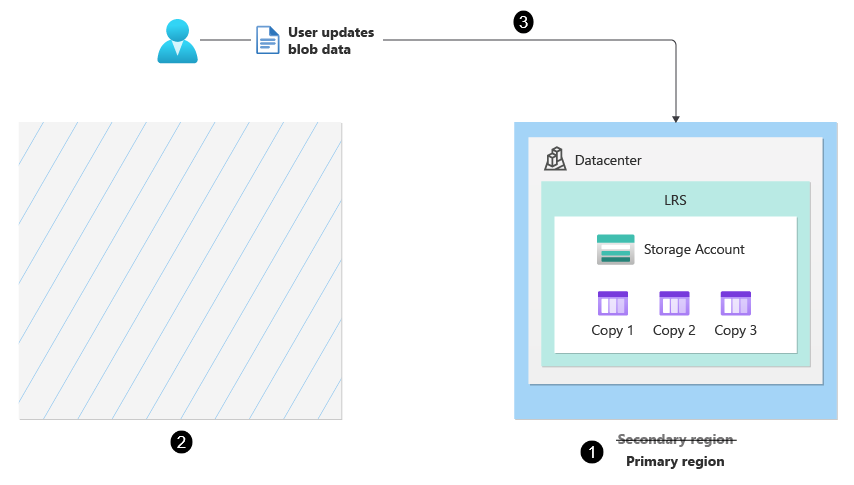 3
User updates
blob data
Datacenter
LRS
Storage Account
Copy 1 Copy 2 Copy 3
2
1
Secondary region
Primary region